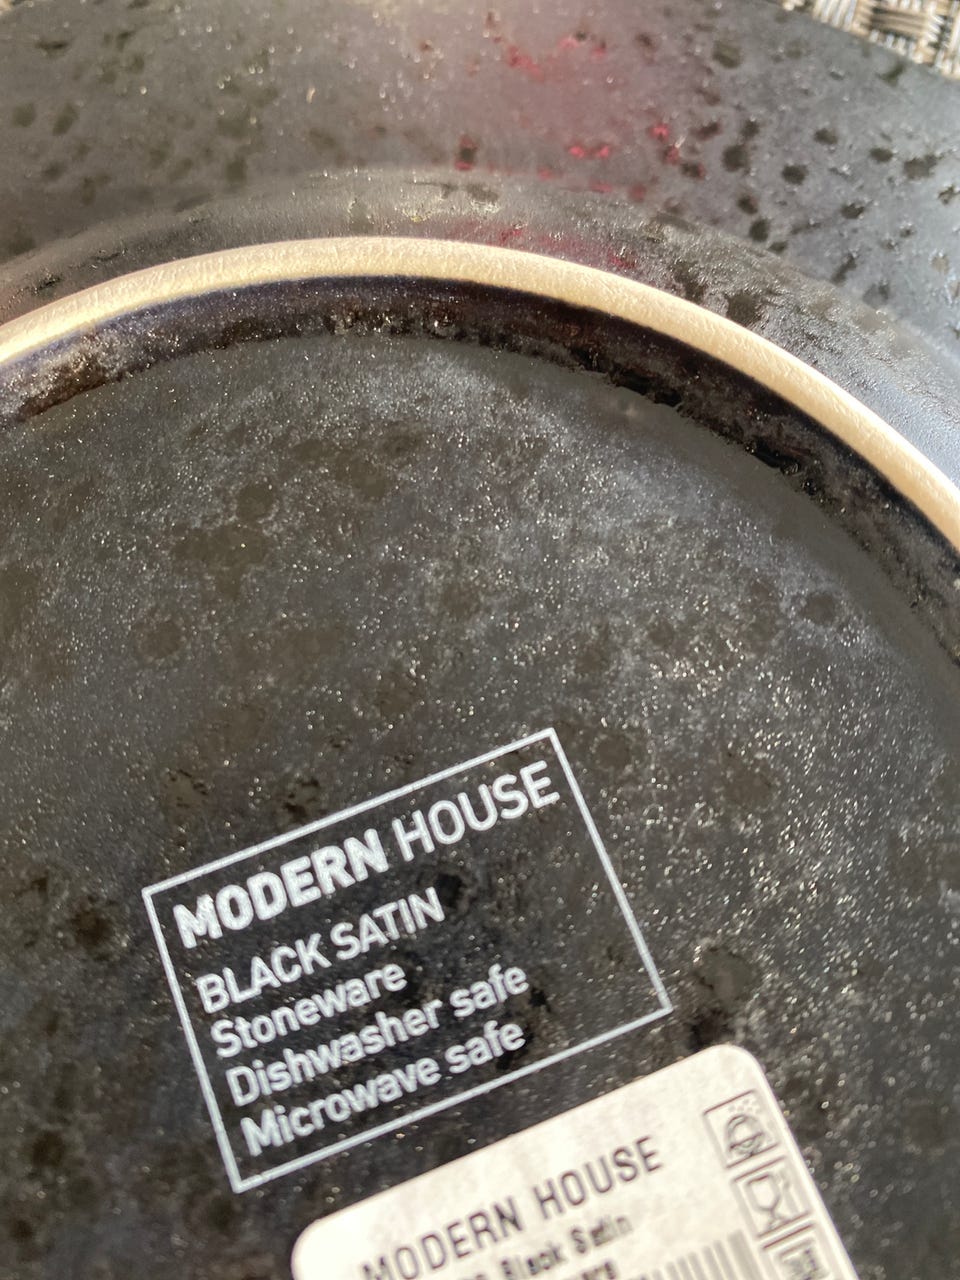 MODERN HOUSE
BLACK SATIN
Stoneware
Dishwasher safe
Microwave safe
MODERN HOUSE
Black Satin